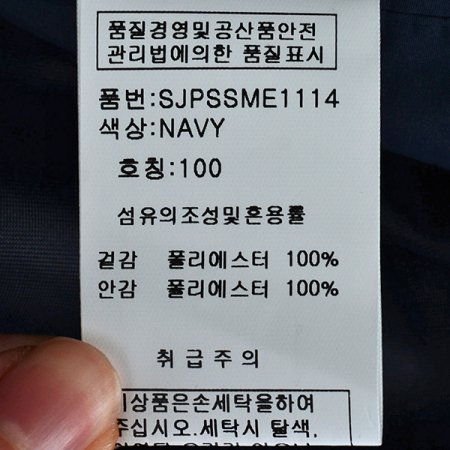 품질경영및공산품안전
관리법에의한 품질표시
품번:SJPSSME1114
색상:NAVY
호칭:100
섬유의조성및혼용률
겉감 폴리에스터 100%
안감 폴리에스터 100%
취급주의
이상품은손세탁을하여
주십시오.세탁시 탈색,